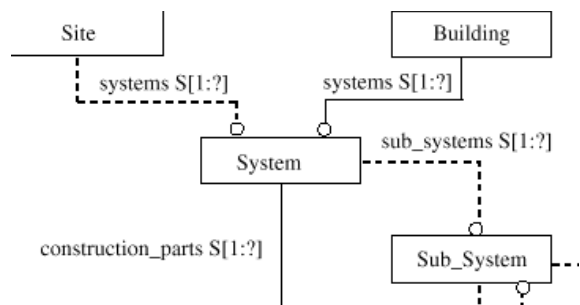 Site
Building
systems S[1:?]
systems S[1:?]
sub_systems S[1:?]
System
construction_parts S[1:?]
Sub_System